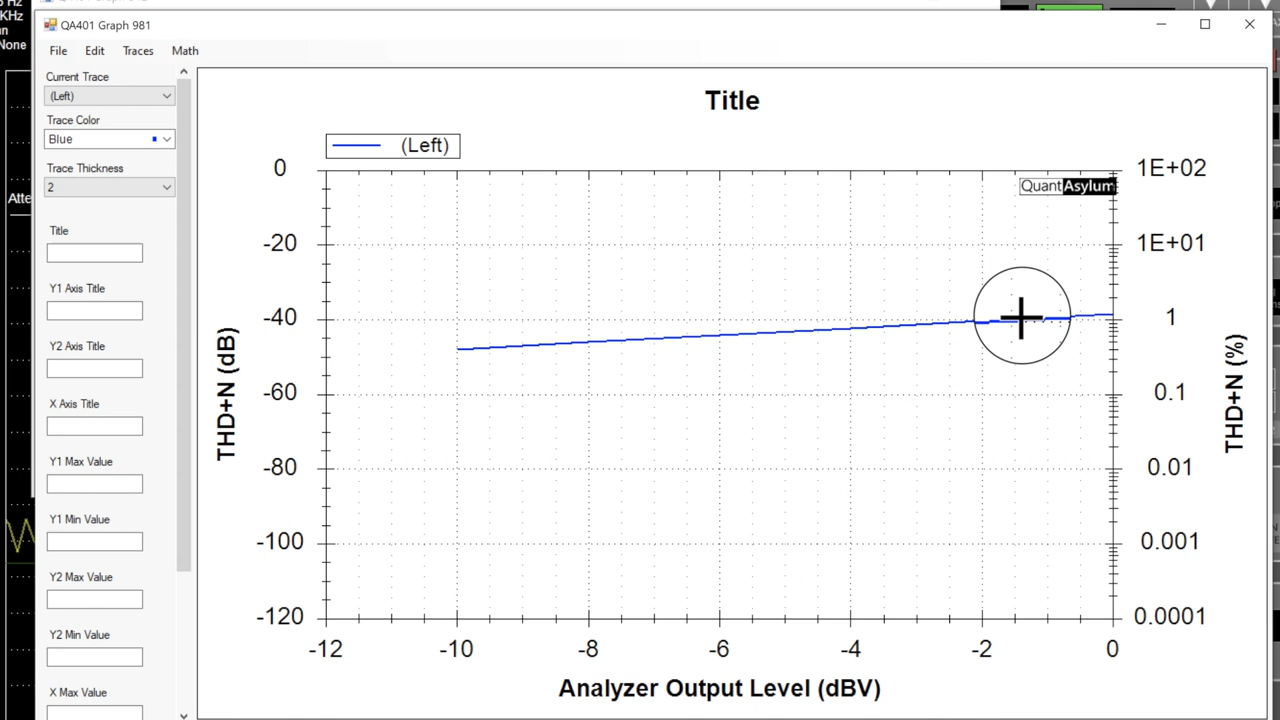 KHz
None
Atte
QA401 Graph 981
File Edit Traces Math
Current Trace
(Left)
Trace Color
Blue
Trace Thickness
2
Title
Y1 Axis Title
Y2 Axis Title
X Axis Title
Y1 Max Value
Y1 Min Value
Y2 Max Value
Y2 Min Value
X Max Value
Title
(Left)
QuantAsylum
0
-20
-40
-60
-80
-100
-120
THD+N (dB)
1E+02
1E+01
1
0.1
0.01
0.001
0.0001
THD+N (%)
-12 -10 -8 -6 -4 -2 0
Analyzer Output Level (dBV)